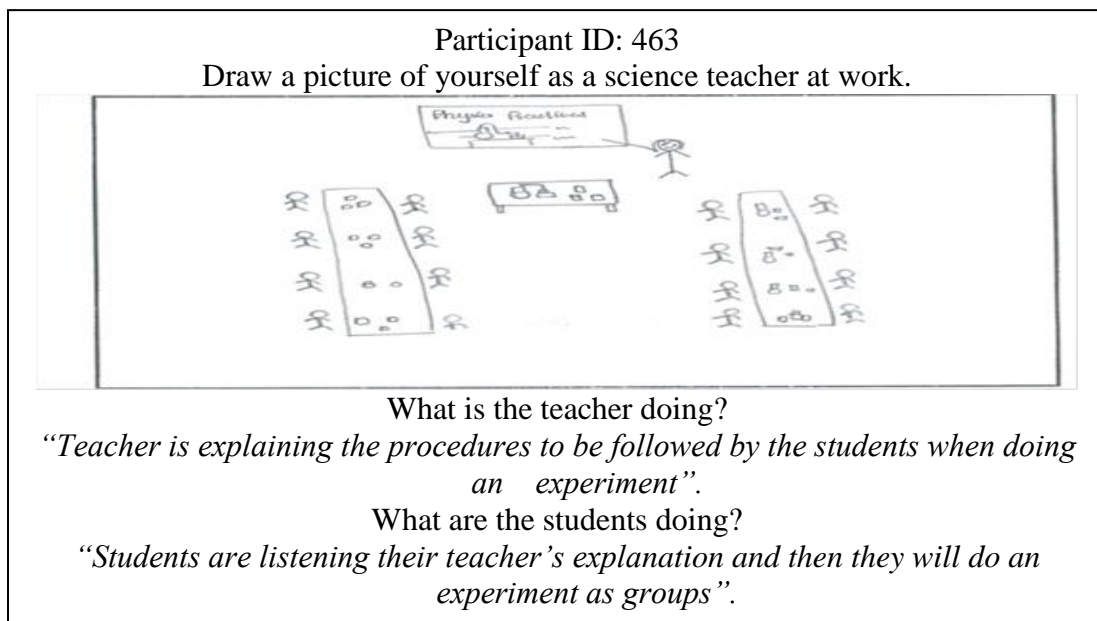 Participant ID: 463
Draw a picture of yourself as a science teacher at work.
Physics Practical
What is the teacher doing?
“Teacher is explaining the procedures to be followed by the students when doing
an experiment”.
What are the students doing?
“Students are listening their teacher’s explanation and then they will do an
experiment as groups”.